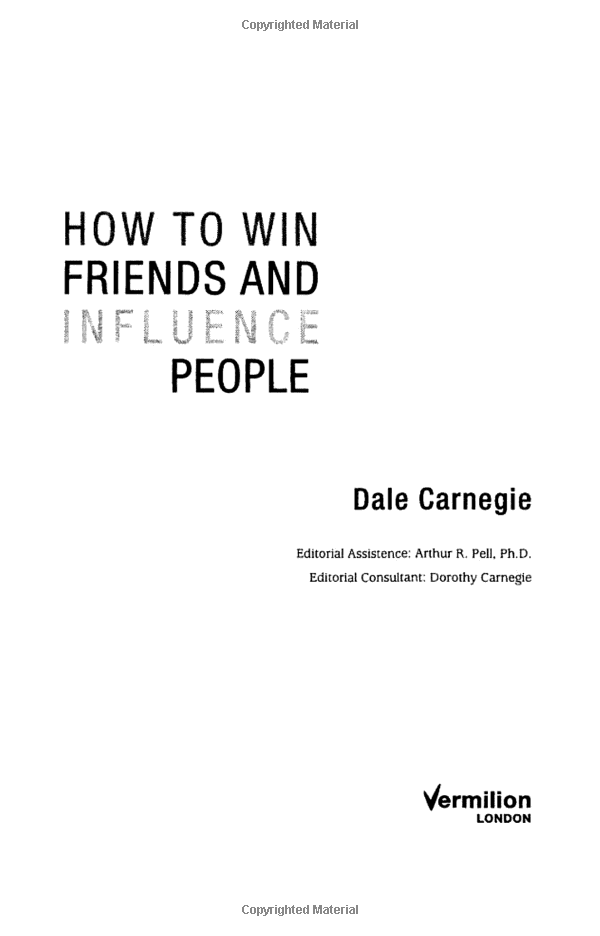 Copyrighted Material
HOW TO WIN
FRIENDS AND
INFLUENCE
PEOPLE
Dale Carnegie
Editorial Assistence: Arthur R. Pell, Ph.D.
Editorial Consultant: Dorothy Carnegie
Vermilion
LONDON
Copyrighted Material